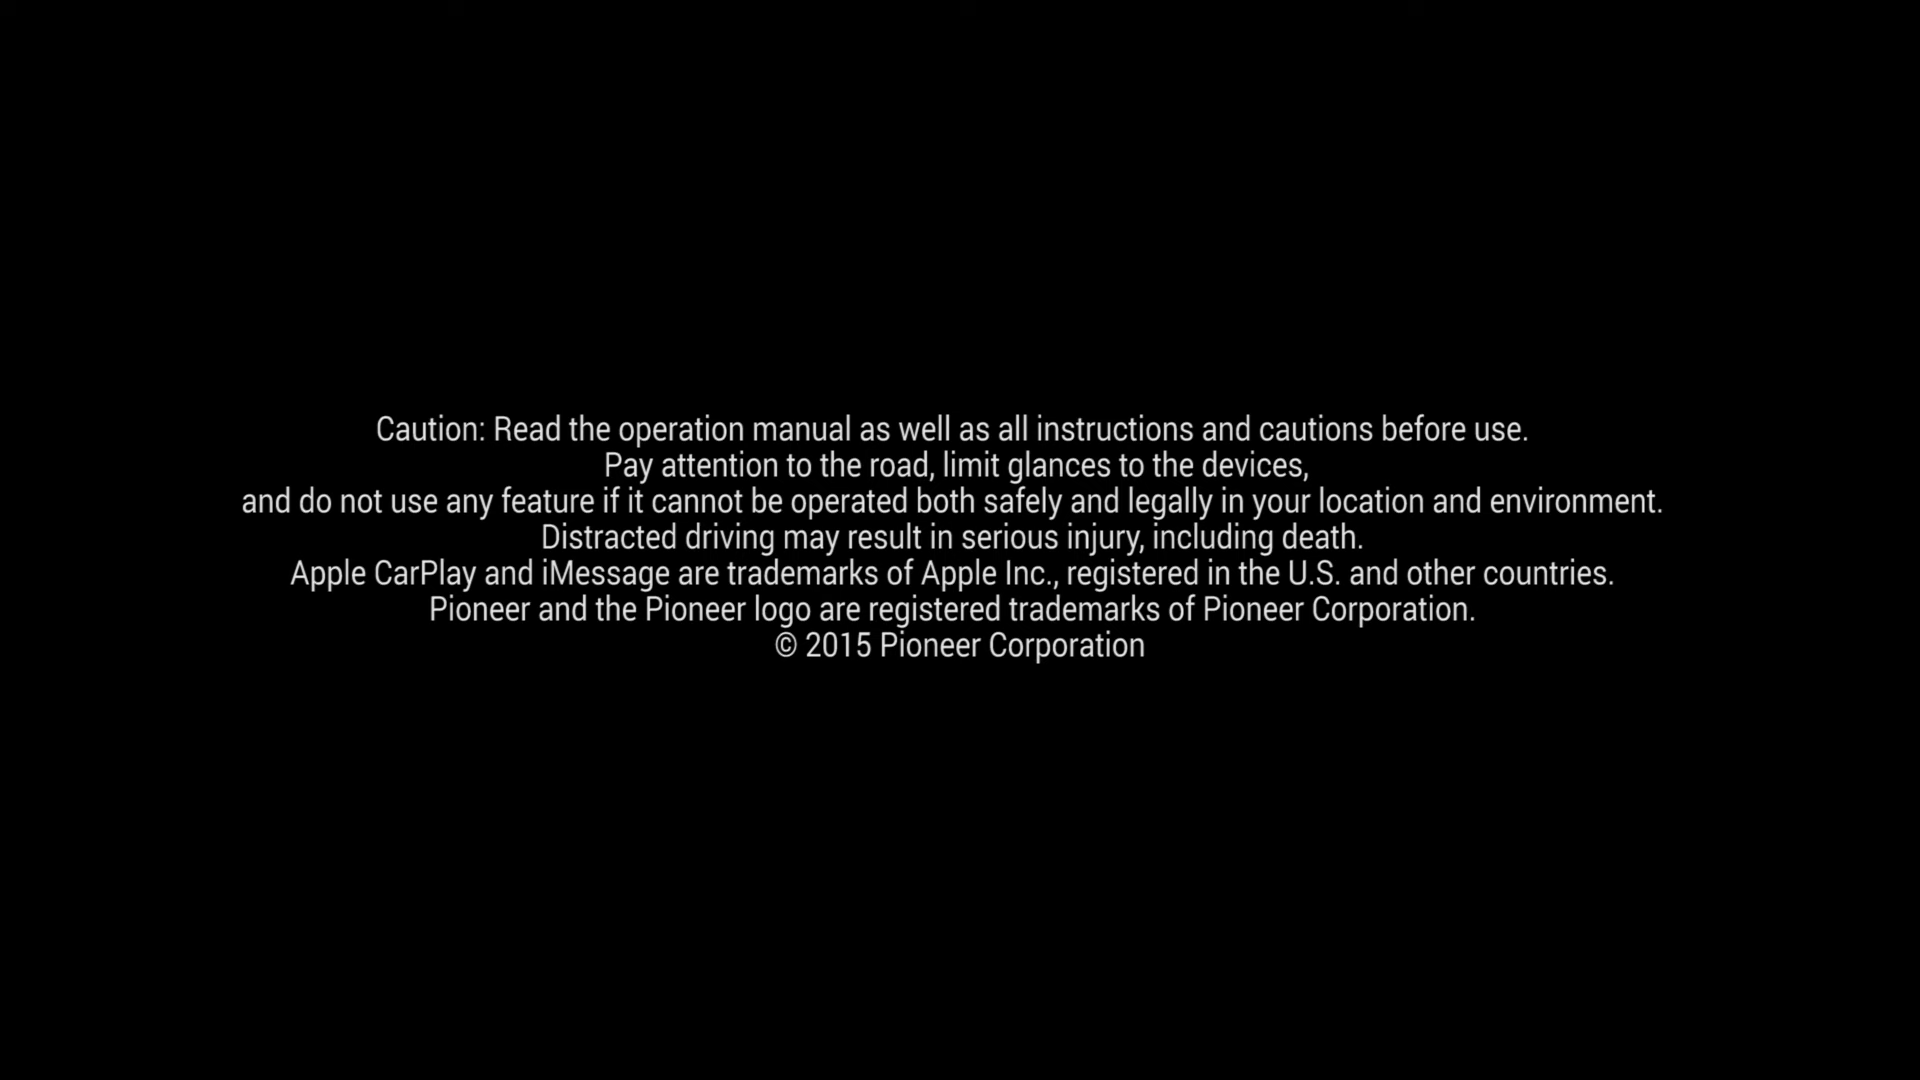 Caution: Read the operation manual as well as all instructions and cautions before use.
Pay attention to the road, limit glances to the devices,
and do not use any feature if it cannot be operated both safely and legally in your location and environment.
Distracted driving may result in serious injury, including death.
Apple CarPlay and iMessage are trademarks of Apple Inc., registered in the U.S. and other countries.
Pioneer and the Pioneer logo are registered trademarks of Pioneer Corporation.
© 2015 Pioneer Corporation